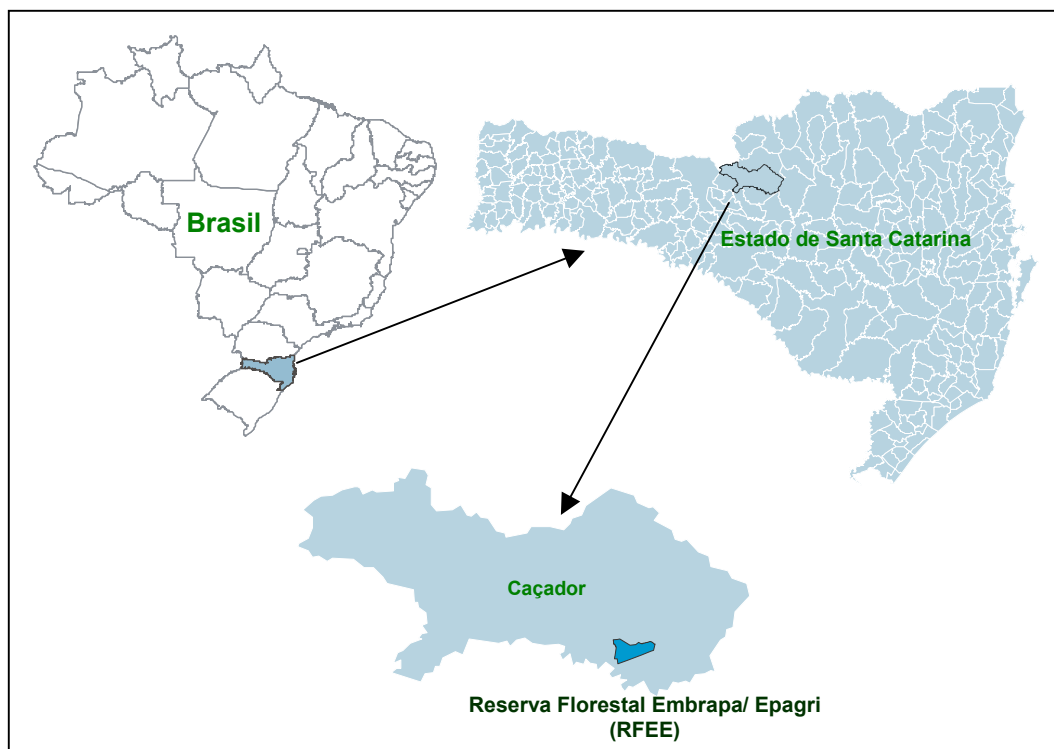 Brasil
Estado de Santa Catarina
Caçador
Reserva Florestal Embrapa/ Epagri
(RFEE)